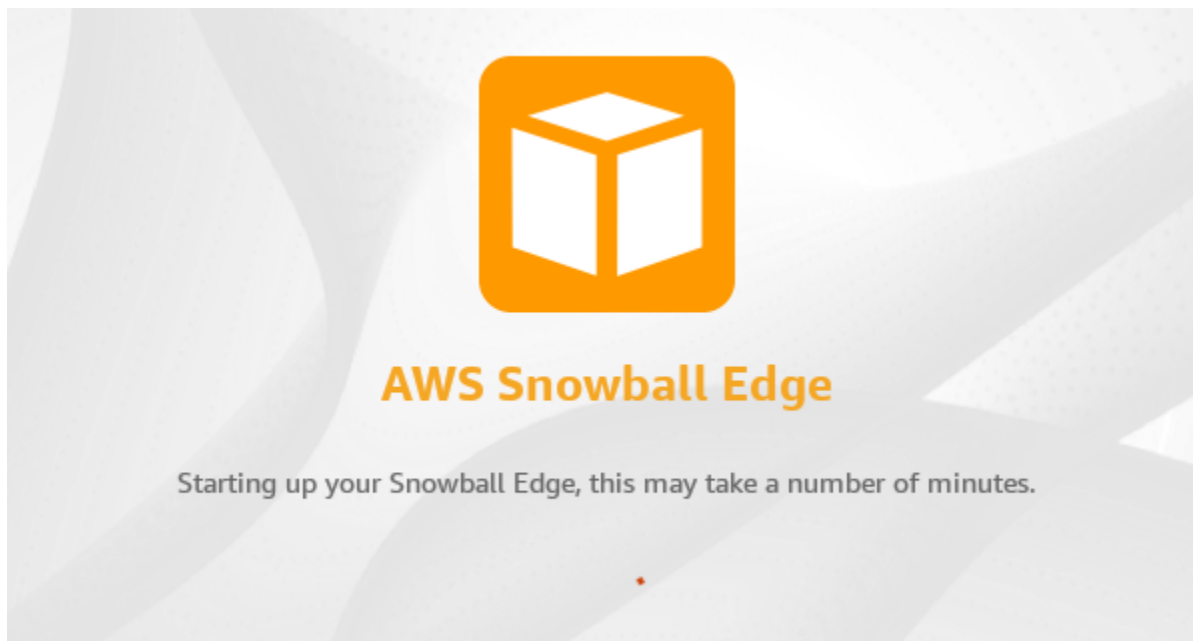 AWS Snowball Edge
Starting up your Snowball Edge, this may take a number of minutes.